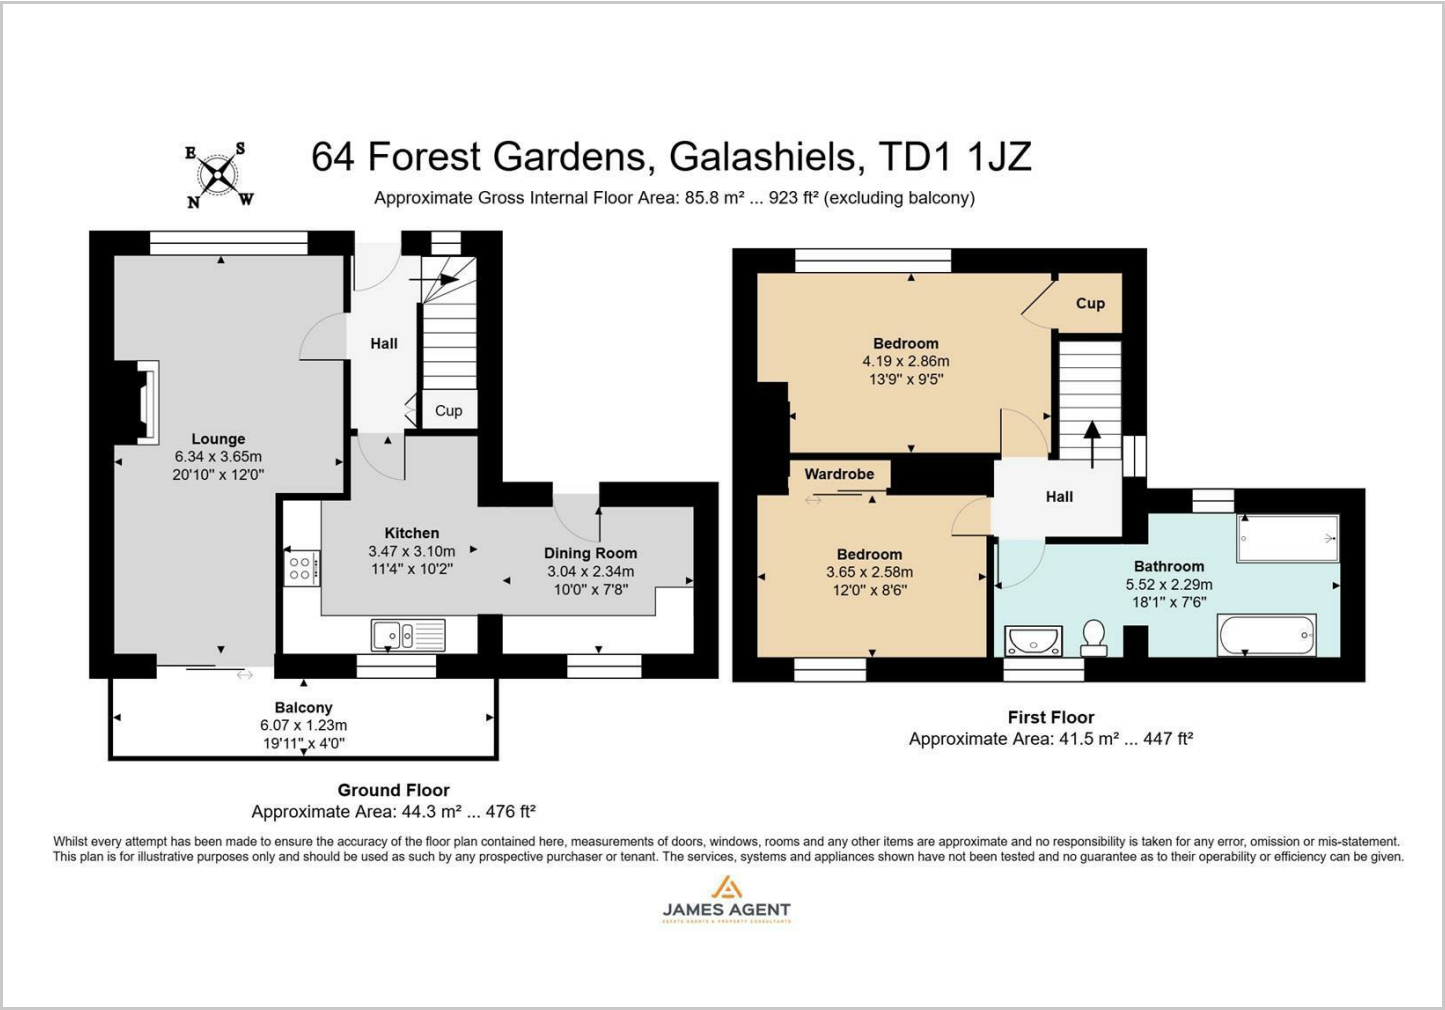 E S
N W
64 Forest Gardens, Galashiels, TD1 1JZ
Approximate Gross Internal Floor Area: 85.8 m² ... 923 ft² (excluding balcony)
Hall
Cup
Lounge
6.34 x 3.65m
20'10" x 12'0"
Kitchen
3.47 x 3.10m
11'4" x 10'2"
Dining Room
3.04 x 2.34m
10'0" x 7'8"
Balcony
6.07 x 1.23m
19'11" x 4'0"
Ground Floor
Approximate Area: 44.3 m² ... 476 ft²
Cup
Bedroom
4.19 x 2.86m
13'9" x 9'5"
Wardrobe
Hall
Bedroom
3.65 x 2.58m
12'0" x 8'6"
Bathroom
5.52 x 2.29m
18'1" x 7'6"
First Floor
Approximate Area: 41.5 m² ... 447 ft²
Whilst every attempt has been made to ensure the accuracy of the floor plan contained here, measurements of doors, windows, rooms and any other items are approximate and no responsibility is taken for any error, omission or mis-statement.
This plan is for illustrative purposes only and should be used as such by any prospective purchaser or tenant. The services, systems and appliances shown have not been tested and no guarantee as to their operability or efficiency can be given.
JAMES AGENT
ESTATE AGENTS & PROPERTY CONSULTANTS